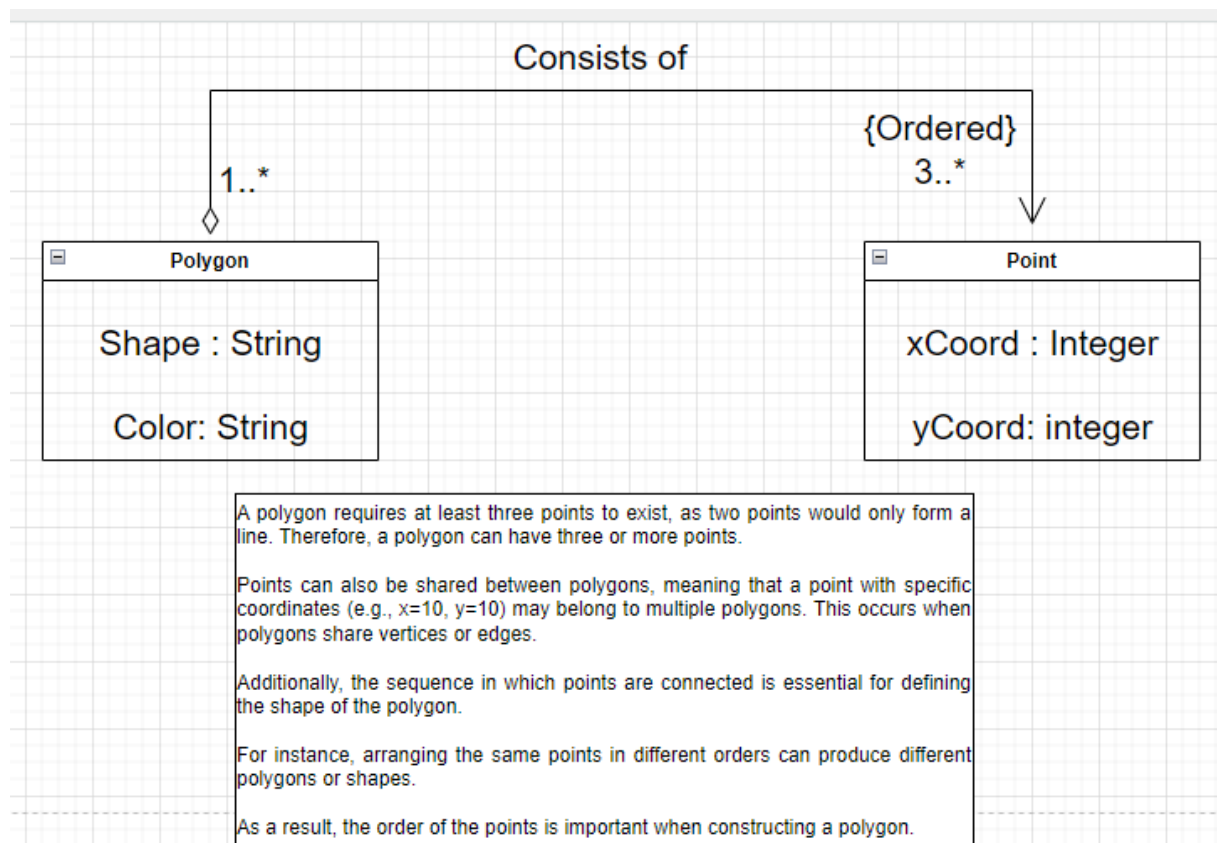 Consists of
{Ordered}
1..*
3..*
Polygon
Shape : String
Color: String
Point
xCoord : Integer
yCoord: integer
A polygon requires at least three points to exist, as two points would only form a
line. Therefore, a polygon can have three or more points.
Points can also be shared between polygons, meaning that a point with specific
coordinates (e.g., x=10, y=10) may belong to multiple polygons. This occurs when
polygons share vertices or edges.
Additionally, the sequence in which points are connected is essential for defining
the shape of the polygon.
For instance, arranging the same points in different orders can produce different
polygons or shapes.
As a result, the order of the points is important when constructing a polygon.